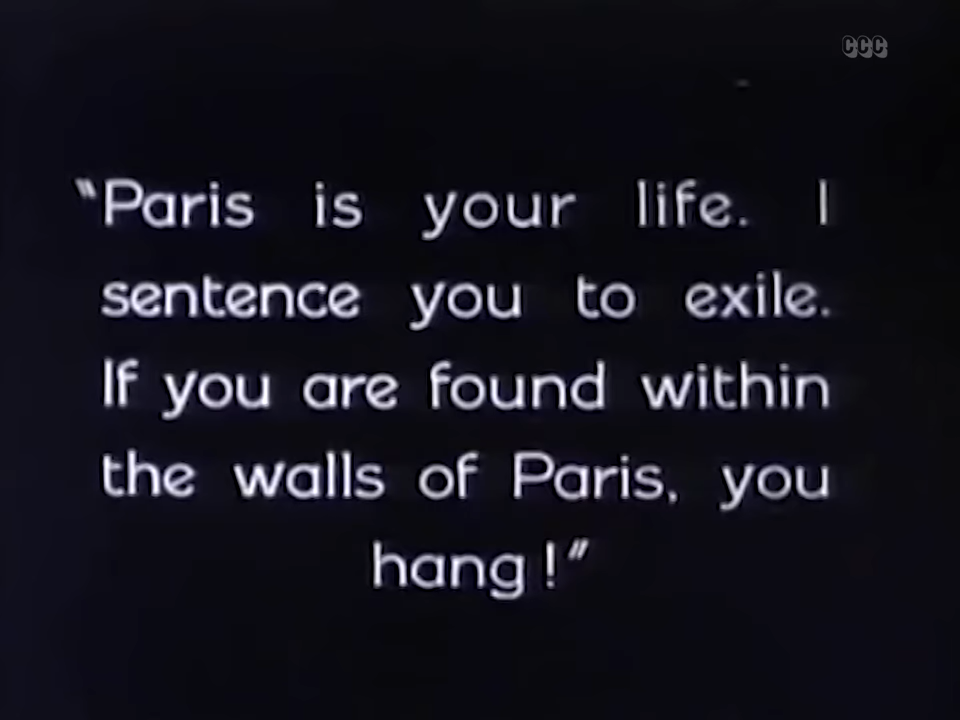 CCC
"Paris is your life. I
sentence you to exile.
If you are found within
the walls of Paris, you
hang!"